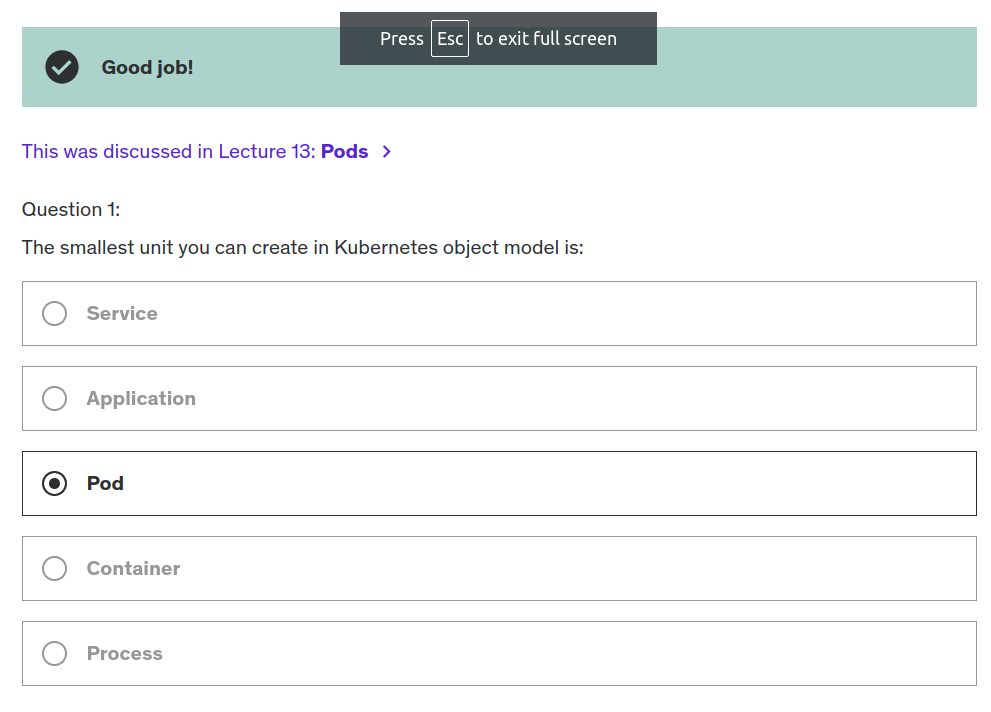 Press Esc to exit full screen
Good job!
This was discussed in Lecture 13: Pods >
Question 1:
The smallest unit you can create in Kubernetes object model is:
Service
Application
Pod
Container
Process